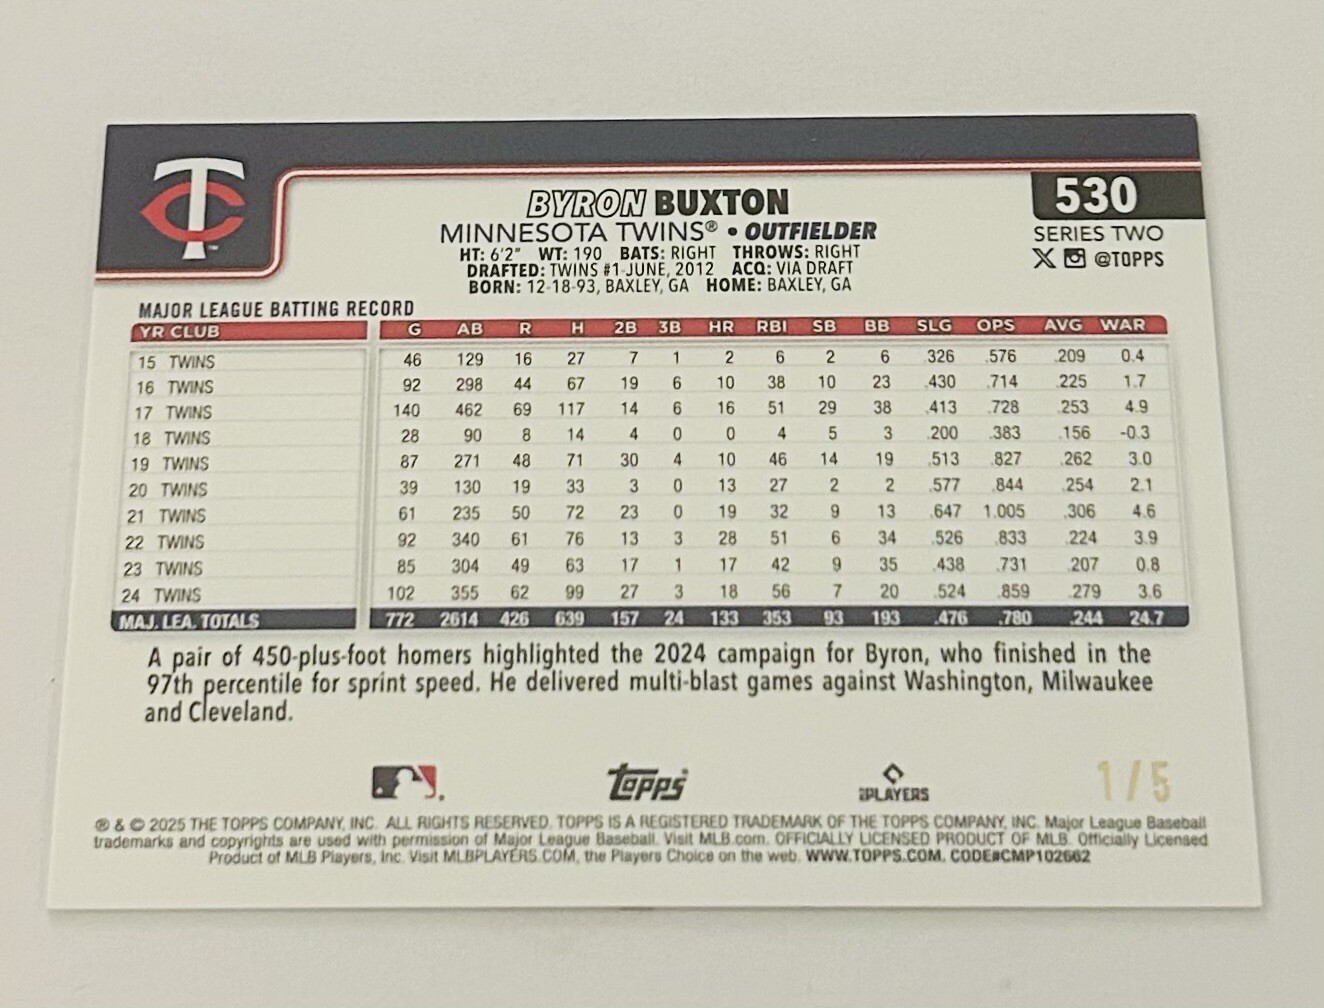 TC
™
BYRON BUXTON
530
MINNESOTA TWINS® • OUTFIELDER
SERIES TWO
HT: 6'2" WT: 190 BATS: RIGHT THROWS: RIGHT
@TOPPS
DRAFTED: TWINS #1-JUNE, 2012 ACQ: VIA DRAFT
BORN: 12-18-93, BAXLEY, GA HOME: BAXLEY, GA
MAJOR LEAGUE BATTING RECORD
YR CLUB G AB R H 2B 3B HR RBI SB BB SLG OPS AVG WAR
15 TWINS 46 129 16 27 7 1 2 6 2 6 .326 .576 .209 0.4
16 TWINS 92 298 44 67 19 6 10 38 10 23 .430 .714 .225 1.7
17 TWINS 140 462 69 117 14 6 16 51 29 38 .413 .728 .253 4.9
18 TWINS 28 90 8 14 4 0 0 4 5 3 .200 .383 .156 -0.3
19 TWINS 87 271 48 71 30 4 10 46 14 19 .513 .827 .262 3.0
20 TWINS 39 130 19 33 3 0 13 27 2 2 .577 .844 .254 2.1
21 TWINS 61 235 50 72 23 0 19 32 9 13 .647 1.005 .306 4.6
22 TWINS 92 340 61 76 13 3 28 51 6 34 .526 .833 .224 3.9
23 TWINS 85 304 49 63 17 1 17 42 9 35 .438 .731 .207 0.8
24 TWINS 102 355 62 99 27 3 18 56 7 20 .524 .859 .279 3.6
MAJ. LEA. TOTALS 772 2614 426 639 157 24 133 353 93 193 .476 .780 .244 24.7
A pair of 450-plus-foot homers highlighted the 2024 campaign for Byron, who finished in the
97th percentile for sprint speed. He delivered multi-blast games against Washington, Milwaukee
and Cleveland.
topps®
PLAYERS
1/5
® & © 2025 THE TOPPS COMPANY, INC. ALL RIGHTS RESERVED. TOPPS IS A REGISTERED TRADEMARK OF THE TOPPS COMPANY, INC. Major League Baseball
trademarks and copyrights are used with permission of Major League Baseball. Visit MLB.com. OFFICIALLY LICENSED PRODUCT OF MLB. Officially Licensed
Product of MLB Players, Inc. Visit MLBPLAYERS.COM, the Players Choice on the web. WWW.TOPPS.COM. CODE#CMP102662